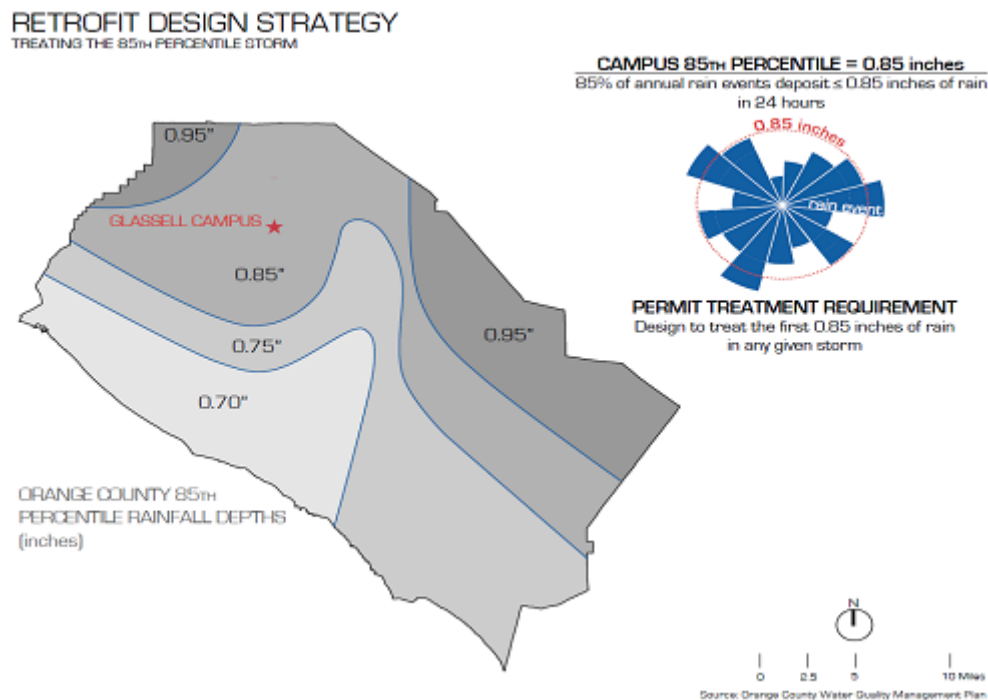 RETROFIT DESIGN STRATEGY
TREATING THE 85TH PERCENTILE STORM
CAMPUS 85TH PERCENTILE = 0.85 inches
85% of annual rain events deposit ≤ 0.85 inches of rain
in 24 hours
0.85 inches
rain event
PERMIT TREATMENT REQUIREMENT
Design to treat the first 0.85 inches of rain
in any given storm
0.95"
GLASSELL CAMPUS
0.85"
0.95"
0.75"
0.70"
ORANGE COUNTY 85TH
PERCENTILE RAINFALL DEPTHS
(inches)
N
0 2.5 5 10 Miles
Source: Orange County Water Quality Management Plan